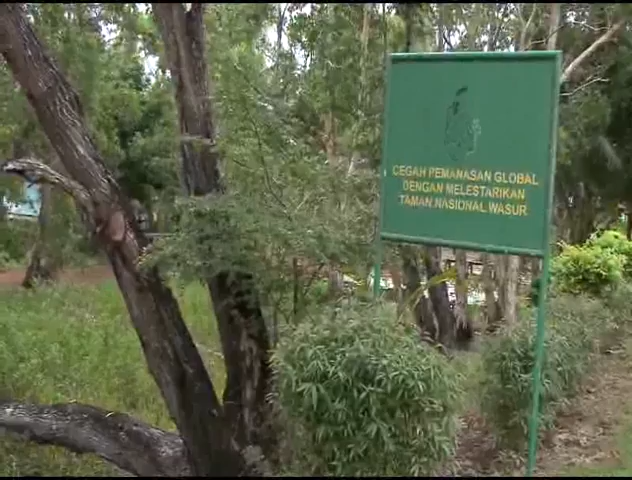 CEGAH PEMANASAN GLOBAL
DENGAN MELESTARIKAN
TAMAN NASIONAL WASUR